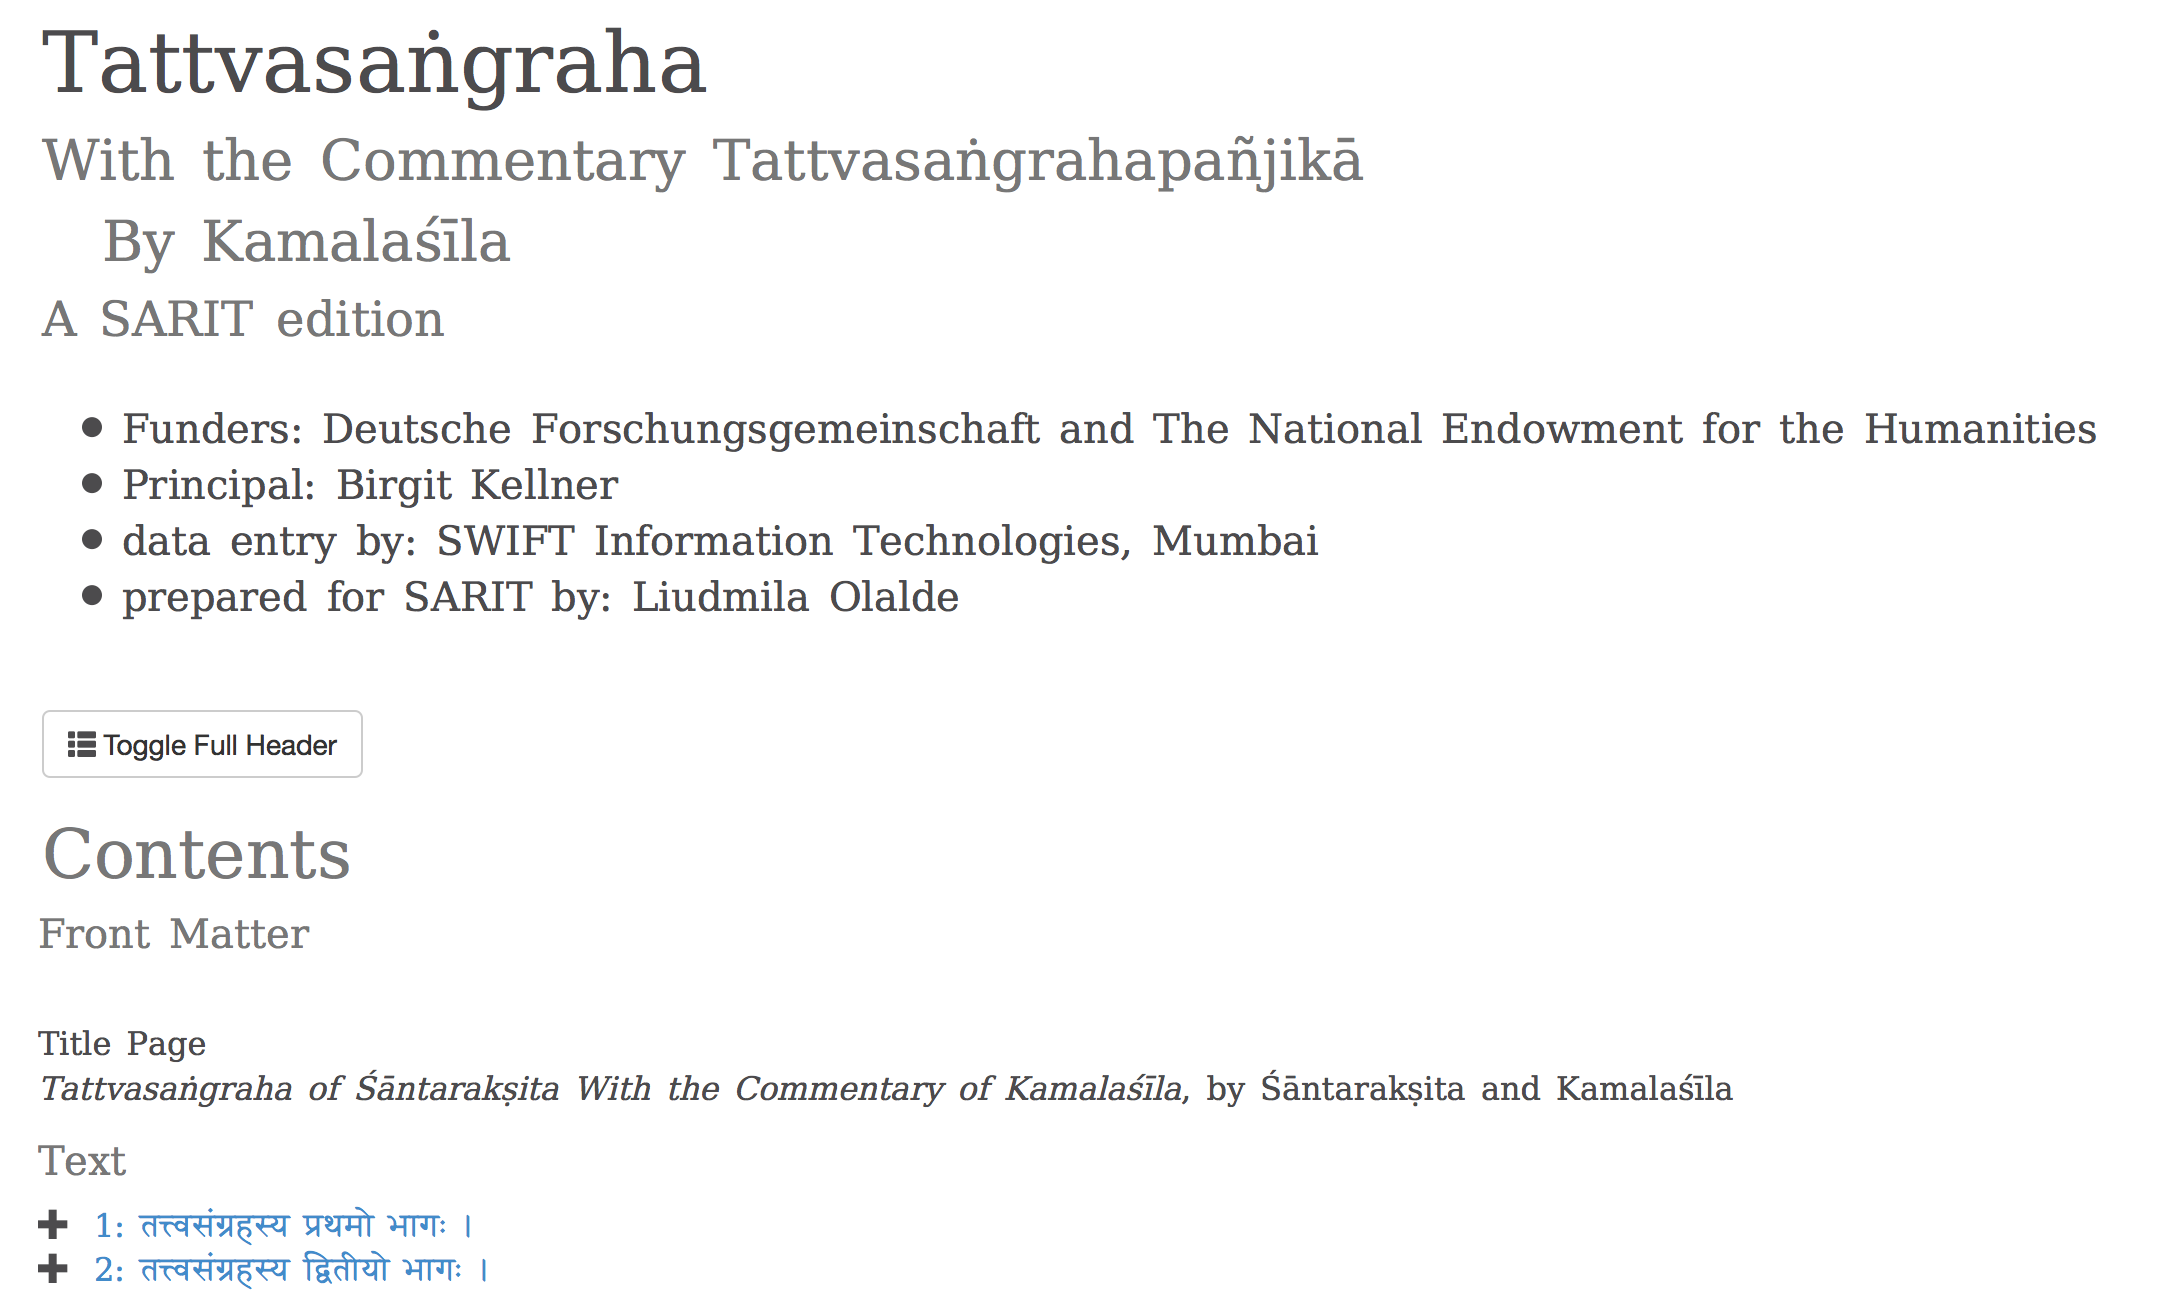 Tattvasaṅgraha
With the Commentary Tattvasaṅgrahapañjikā
By Kamalaśīla
A SARIT edition
Funders: Deutsche Forschungsgemeinschaft and The National Endowment for the Humanities
Principal: Birgit Kellner
data entry by: SWIFT Information Technologies, Mumbai
prepared for SARIT by: Liudmila Olalde
Toggle Full Header
Contents
Front Matter
Title Page
Tattvasaṅgraha of Śāntarakṣita With the Commentary of Kamalaśīla, by Śāntarakṣita and Kamalaśīla
Text
1: तत्त्वसंग्रहस्य प्रथमो भागः ।
2: तत्त्वसंग्रहस्य द्वितीयो भागः ।